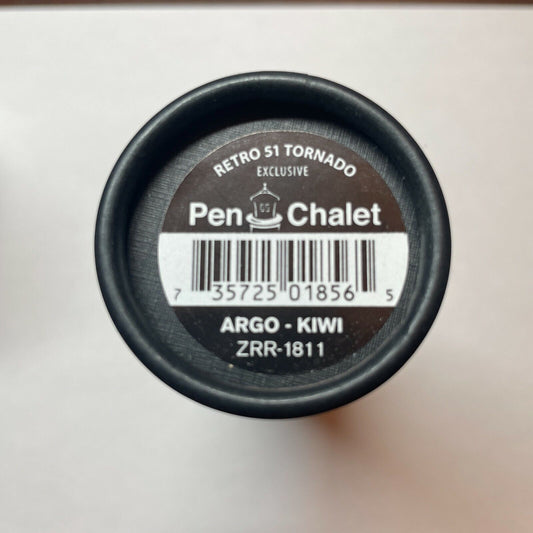 RETRO 51 TORNADO
EXCLUSIVE
Pen Chalet
7 35725 01856 5
ARGO - KIWI
ZRR-1811